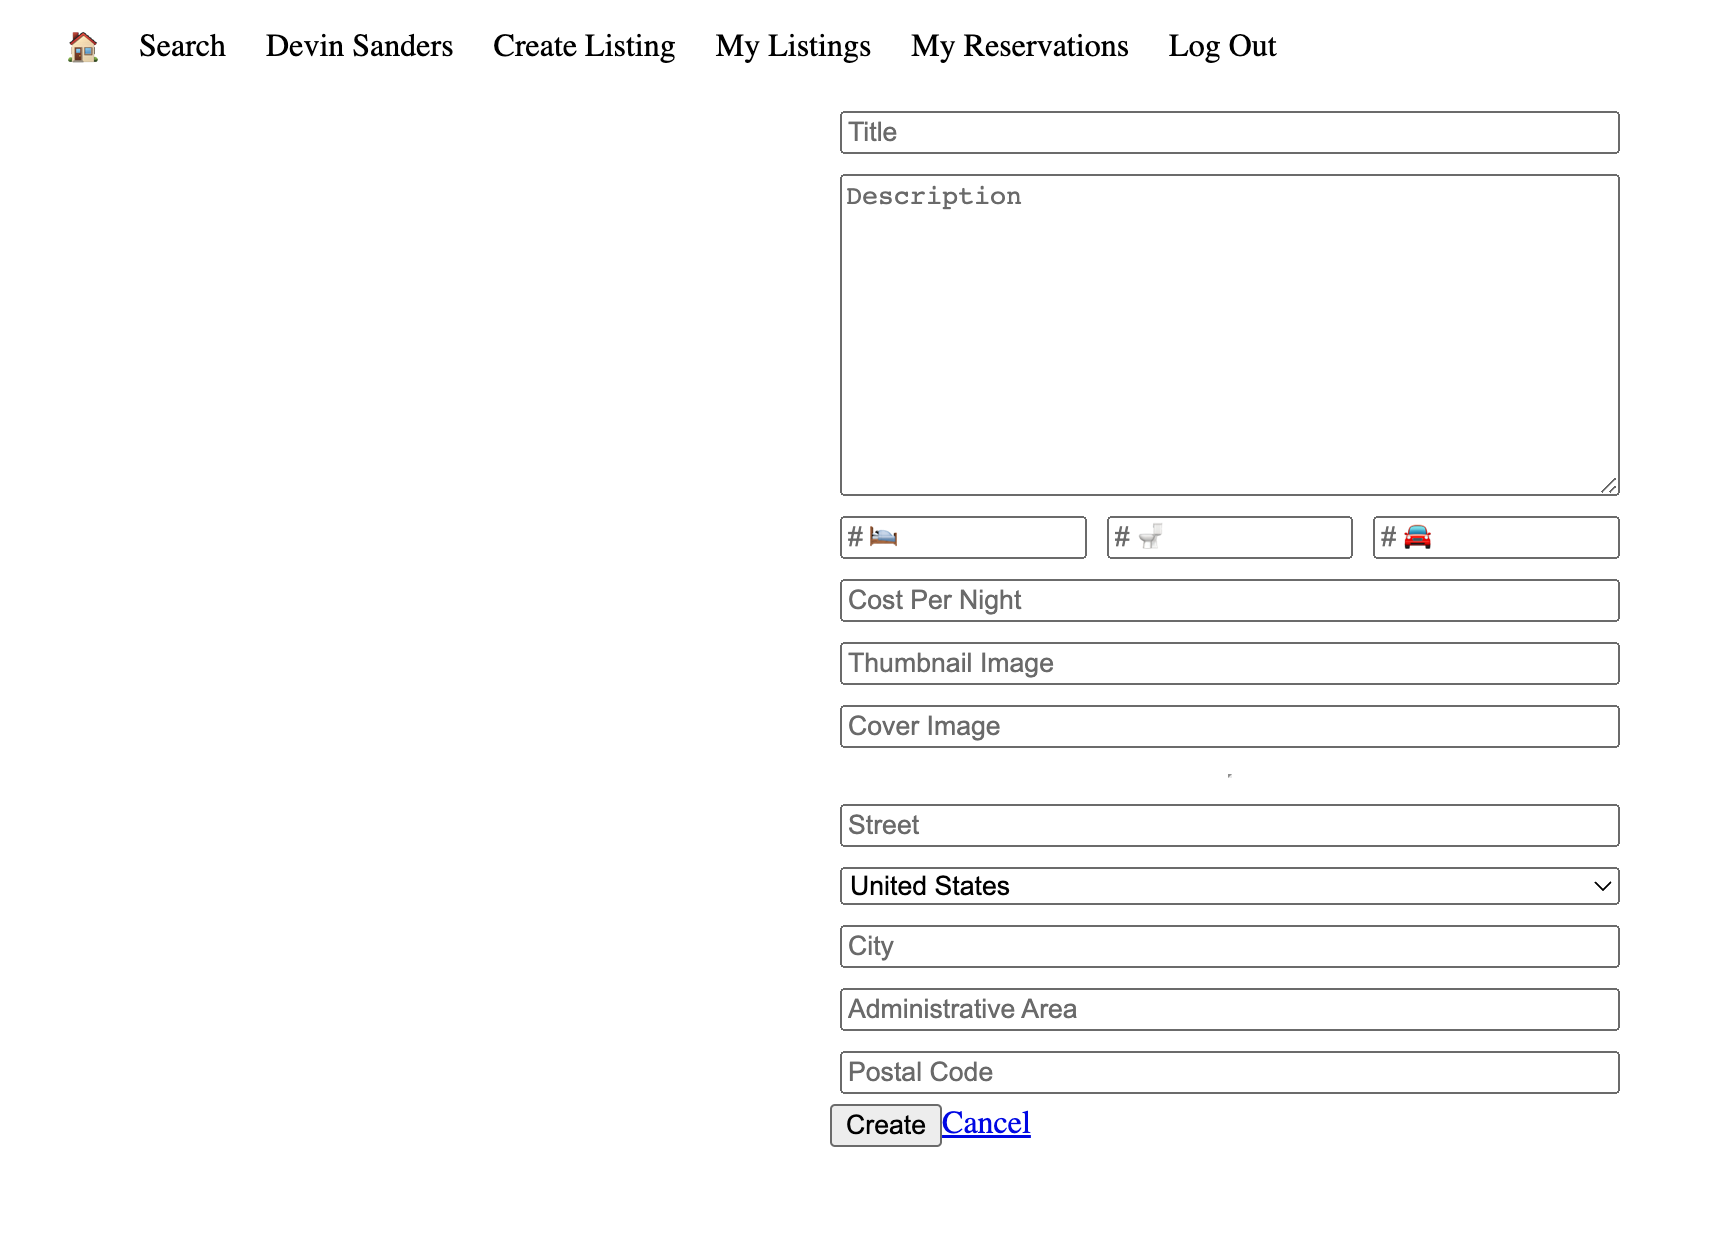 🏠 Search Devin Sanders Create Listing My Listings My Reservations Log Out
Title
Description
# 🛏️ # 🚽 # 🚘
Cost Per Night
Thumbnail Image
Cover Image
Street
United States
City
Administrative Area
Postal Code
Create Cancel